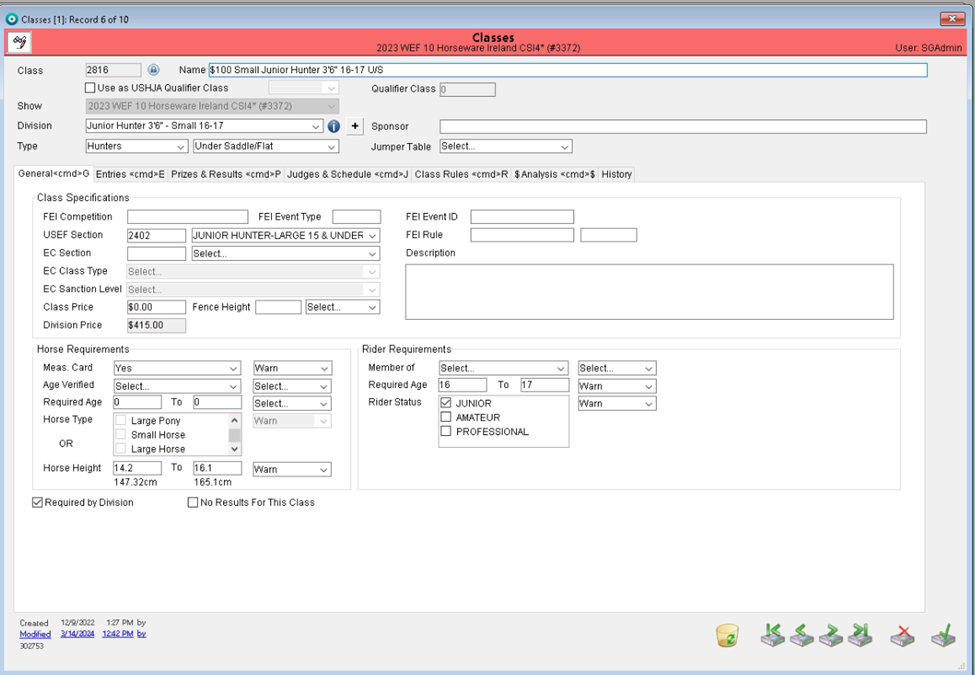 Classes [1]: Record 6 of 10
Classes
2023 WEF 10 Horseware Ireland CSI4* (#3372)
User: SGAdmin
Class 2816 Name $100 Small Junior Hunter 3'6" 16-17 U/S
Use as USHJA Qualifier Class Qualifier Class 0
Show 2023 WEF 10 Horseware Ireland CSI4* (#3372)
Division Junior Hunter 3'6" - Small 16-17 Sponsor
Type Hunters Under Saddle/Flat Jumper Table Select...
General<cmd>G Entries <cmd>E Prizes & Results <cmd>P Judges & Schedule <cmd>J Class Rules <cmd>R $ Analysis <cmd>$ History
Class Specifications
FEI Competition FEI Event Type FEI Event ID
USEF Section 2402 JUNIOR HUNTER-LARGE 15 & UNDER FEI Rule
EC Section Select... Description
EC Class Type Select...
EC Sanction Level Select...
Class Price $0.00 Fence Height Select...
Division Price $415.00
Horse Requirements
Meas. Card Yes Warn
Age Verified Select... Select...
Required Age 0 To 0 Select...
Horse Type Large Pony Warn
Small Horse
OR
Large Horse
Horse Height 14.2 To 16.1 Warn
147.32cm 165.1cm
Rider Requirements
Member of Select... Select...
Required Age 16 To 17 Warn
Rider Status JUNIOR Warn
AMATEUR
PROFESSIONAL
Required by Division No Results For This Class
Created 12/9/2022 1:27 PM by
Modified 3/14/2024 12:42 PM by
302753